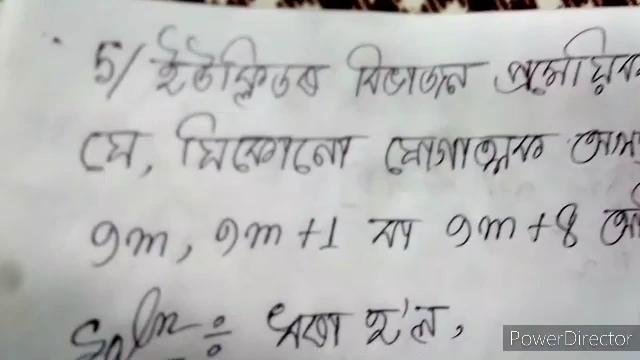 5/ ইউক্লিডৰ বিভাজন
যে, যিকোনো যোগাত্মক
9m, 9m+1 বা 9m+8
Soln ÷ ধৰা হ'ল,
PowerDirector